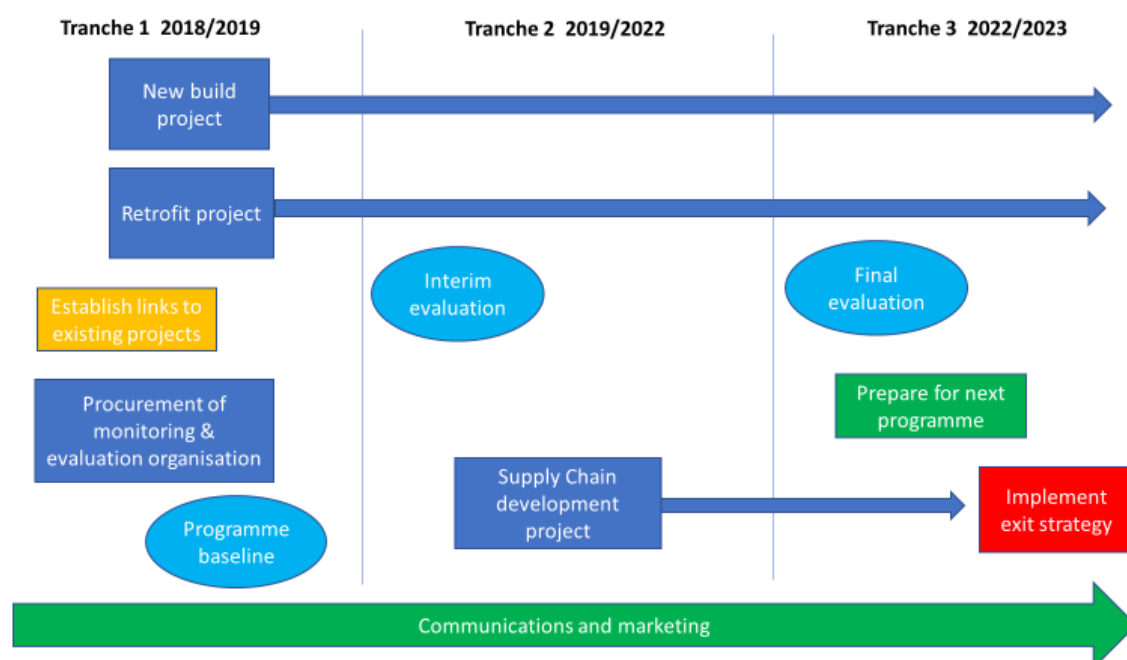 Tranche 1  2018/2019
Tranche 2  2019/2022
Tranche 3  2022/2023
New build
project
Retrofit project
Interim
evaluation
Final
evaluation
Establish links to
existing projects
Procurement of
monitoring &
evaluation organisation
Prepare for next
programme
Supply Chain
development
project
Implement
exit strategy
Programme
baseline
Communications and marketing